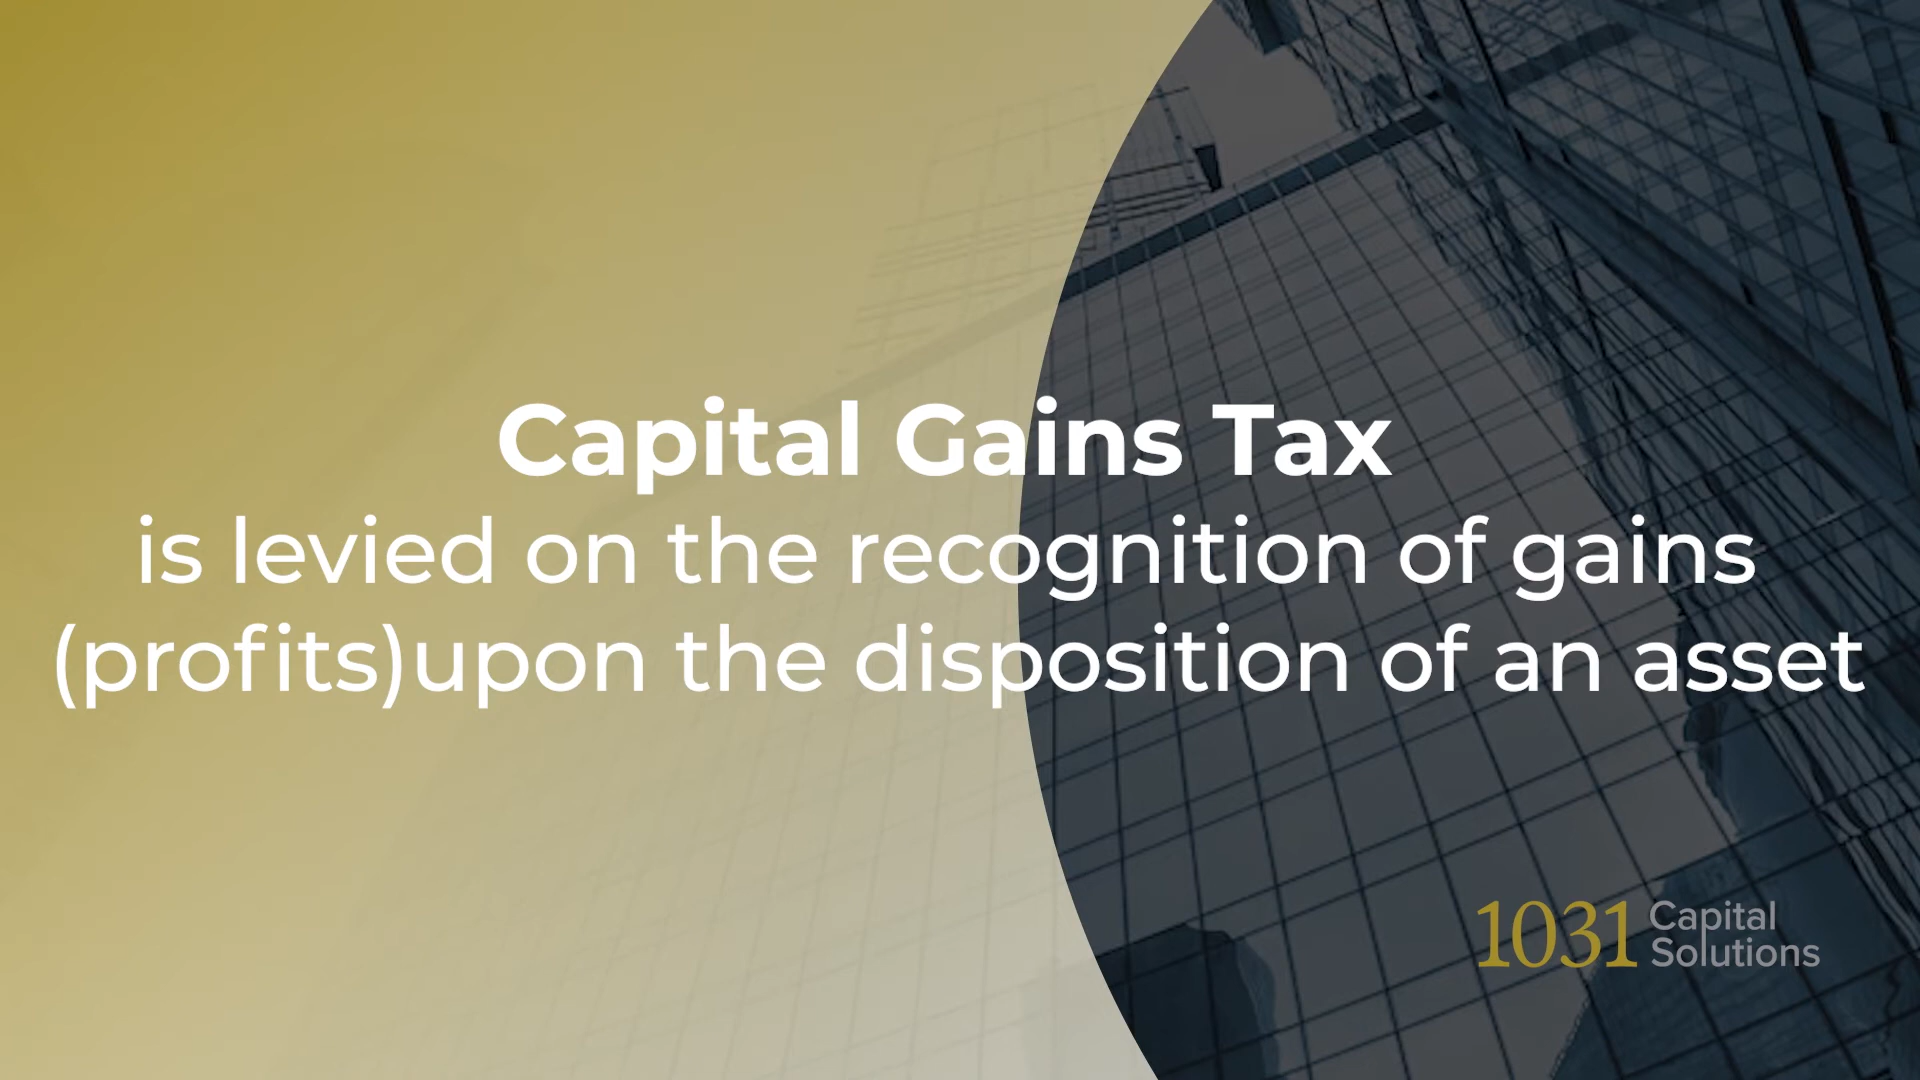 Capital Gains Tax
is levied on the recognition of gains
(profits)upon the disposition of an asset
1031 Capital
Solutions